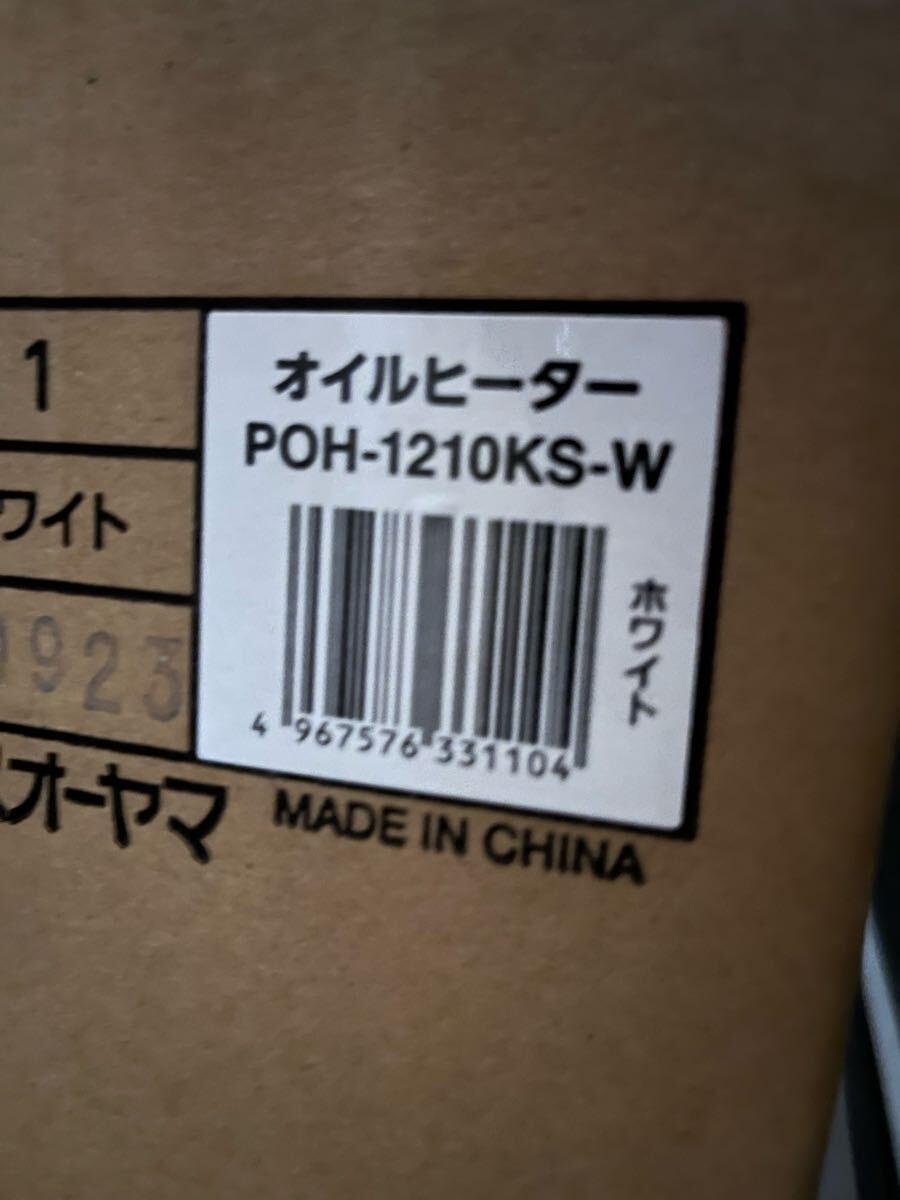 1
オイルヒーター
POH-1210KS-W
ワイト
ホワイト
923
4 967576 331104
オーヤマ
MADE IN CHINA